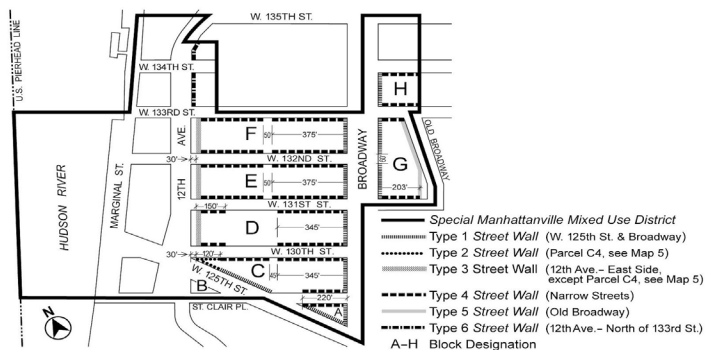 W. 135TH ST.
U.S. PIERHEAD LINE
W. 134TH ST.
H
W. 133RD ST.
AVE.
F
50'
375'
OLD BROADWAY
30'
W. 132ND ST.
BROADWAY
G
50'
HUDSON RIVER
MARGINAL ST.
12TH
E
50'
375'
203'
150'
W. 131ST ST.
D
345'
30'
120'
W. 130TH ST.
C
45'
345'
W. 125TH ST.
B
220'
A
ST. CLAIR PL.
N
Special Manhattanville Mixed Use District
Type 1 Street Wall (W. 125th St. & Broadway)
Type 2 Street Wall (Parcel C4, see Map 5)
Type 3 Street Wall (12th Ave.– East Side,
except Parcel C4, see Map 5)
Type 4 Street Wall (Narrow Streets)
Type 5 Street Wall (Old Broadway)
Type 6 Street Wall (12th Ave.– North of 133rd St.)
A–H Block Designation